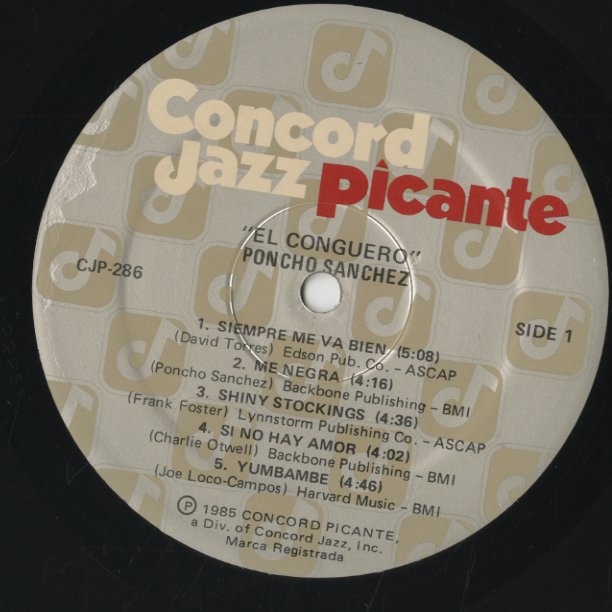 Concord
Jazz Picante
"EL CONGUERO"
PONCHO SANCHEZ
CJP-286
SIDE 1
1. SIEMPRE ME VA BIEN (5:08)
(David Torres) Edson Pub. Co. – ASCAP
2. ME NEGRA (4:16)
(Poncho Sanchez) Backbone Publishing – BMI
3. SHINY STOCKINGS (4:36)
(Frank Foster) Lynnstorm Publishing Co. – ASCAP
4. SI NO HAY AMOR (4:02)
(Charlie Otwell) Backbone Publishing – BMI
5. YUMBAMBE (4:46)
(Joe Loco-Campos) Harvard Music – BMI
Ⓟ 1985 CONCORD PICANTE,
a Div. of Concord Jazz, Inc.
Marca Registrada